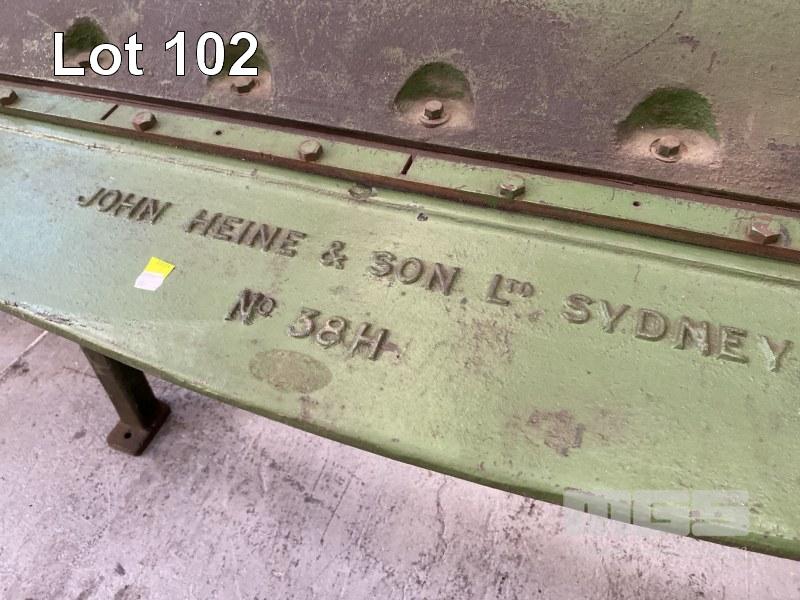 Lot 102
JOHN HEINE & SON LTD SYDNEY
No 38H
MGS